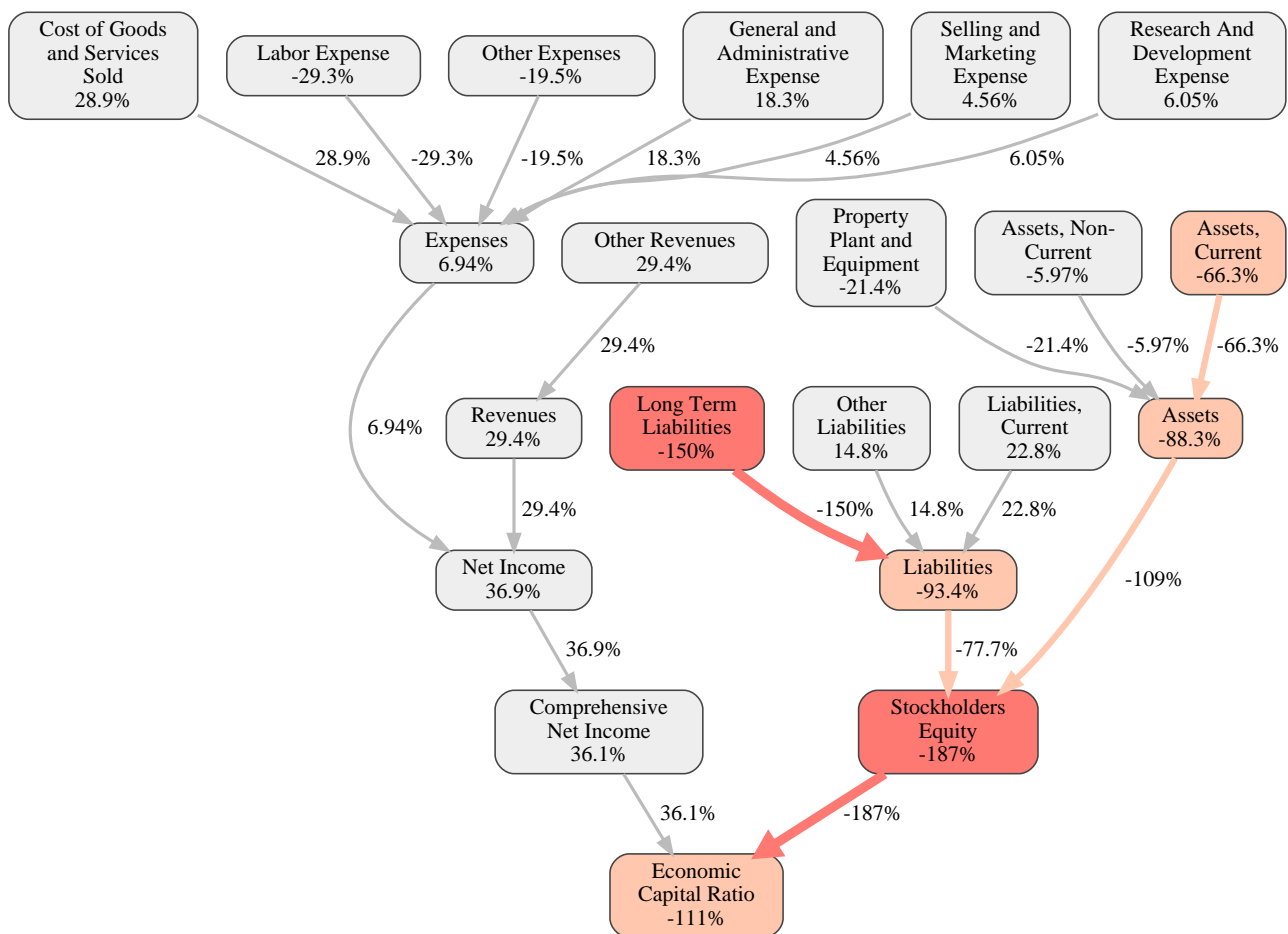 Cost of Goods
and Services
Sold
28.9%
Labor Expense
-29.3%
Other Expenses
-19.5%
General and
Administrative
Expense
18.3%
Selling and
Marketing
Expense
4.56%
Research And
Development
Expense
6.05%
28.9%
-29.3%
-19.5%
18.3%
4.56%
6.05%
Expenses
6.94%
Other Revenues
29.4%
Property
Plant and
Equipment
-21.4%
Assets, Non-
Current
-5.97%
Assets,
Current
-66.3%
29.4%
-21.4%
-5.97%
-66.3%
6.94%
Revenues
29.4%
Long Term
Liabilities
-150%
Other
Liabilities
14.8%
Liabilities,
Current
22.8%
Assets
-88.3%
29.4%
-150%
14.8%
22.8%
-109%
Net Income
36.9%
Liabilities
-93.4%
36.9%
-77.7%
Comprehensive
Net Income
36.1%
Stockholders
Equity
-187%
36.1%
-187%
Economic
Capital Ratio
-111%